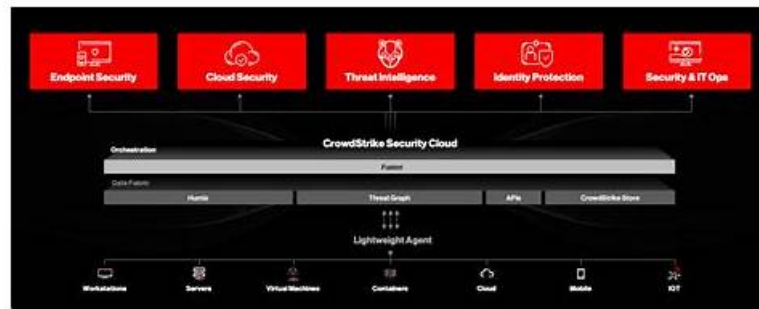 Endpoint Security
Cloud Security
Threat Intelligence
Identity Protection
Security & IT Ops
CrowdStrike Security Cloud
Orchestration
Fusion
Data Fabric
Humio
Threat Graph
APIs
CrowdStrike Store
Lightweight Agent
Workstations
Servers
Virtual Machines
Containers
Cloud
Mobile
IOT